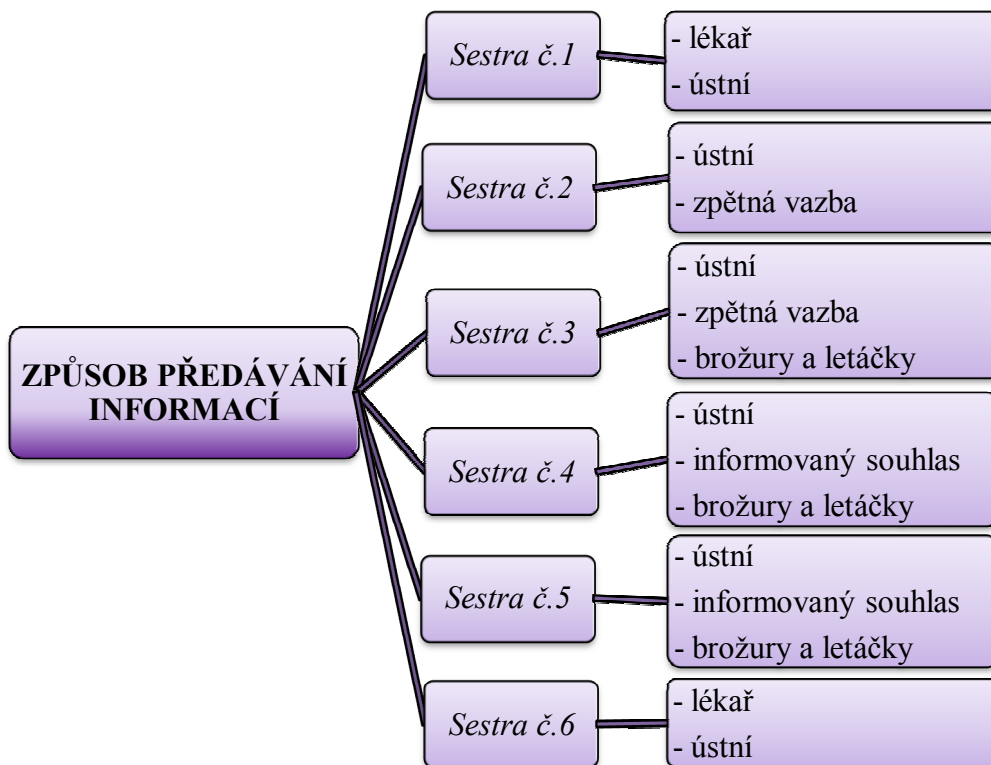 ZPŮSOB PŘEDÁVÁNÍ
INFORMACÍ
Sestra č.1
- lékař
- ústní
Sestra č.2
- ústní
- zpětná vazba
Sestra č.3
- ústní
- zpětná vazba
- brožury a letáčky
Sestra č.4
- ústní
- informovaný souhlas
- brožury a letáčky
Sestra č.5
- ústní
- informovaný souhlas
- brožury a letáčky
Sestra č.6
- lékař
- ústní